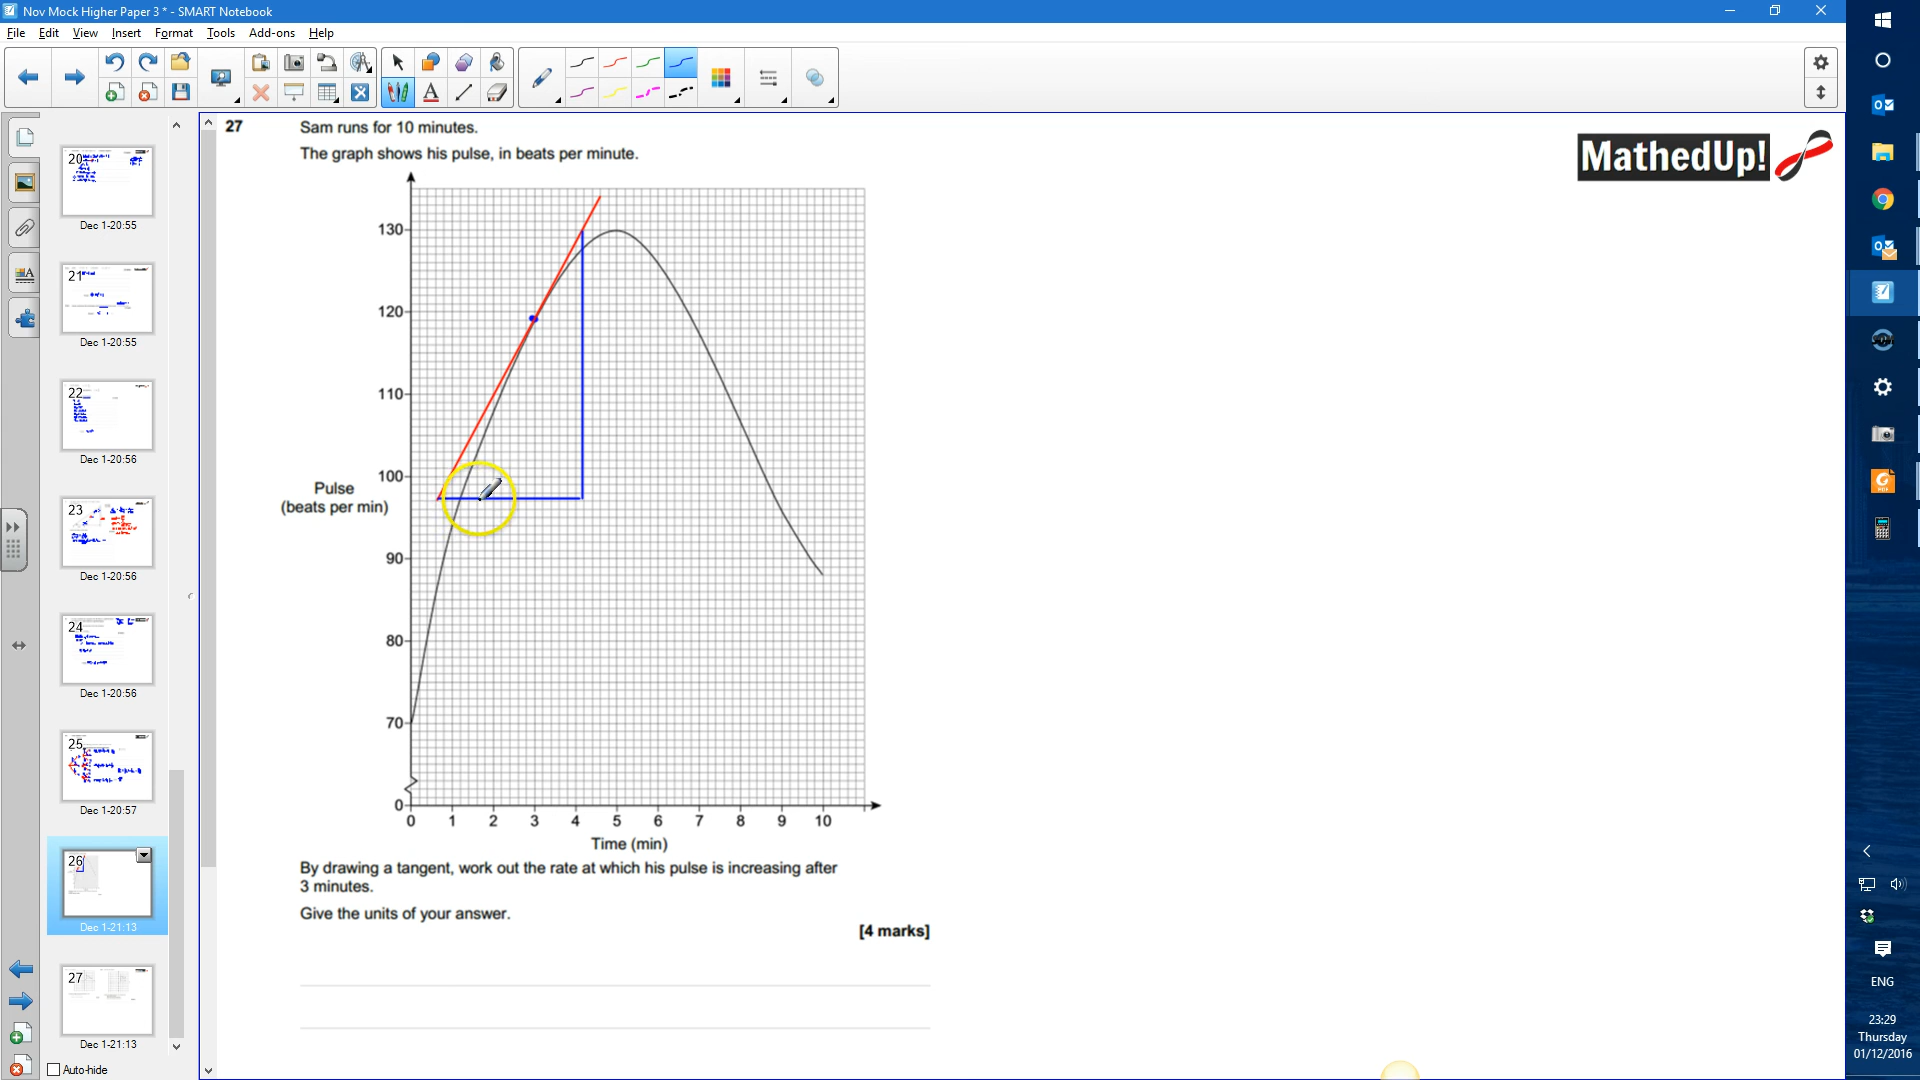 Nov Mock Higher Paper 3 * - SMART Notebook
File Edit View Insert Format Tools Add-ons Help
20
Dec 1-20:55
21
Dec 1-20:55
22
Dec 1-20:56
23
Dec 1-20:56
24
Dec 1-20:56
25
Dec 1-20:57
26
Dec 1-21:13
27
Dec 1-21:13
Auto-hide
27 Sam runs for 10 minutes.
The graph shows his pulse, in beats per minute.
MathedUp!
130
120
110
100
Pulse
(beats per min)
90
80
70
0
0 1 2 3 4 5 6 7 8 9 10
Time (min)
By drawing a tangent, work out the rate at which his pulse is increasing after
3 minutes.
Give the units of your answer.
[4 marks]
ENG
23:29
Thursday
01/12/2016